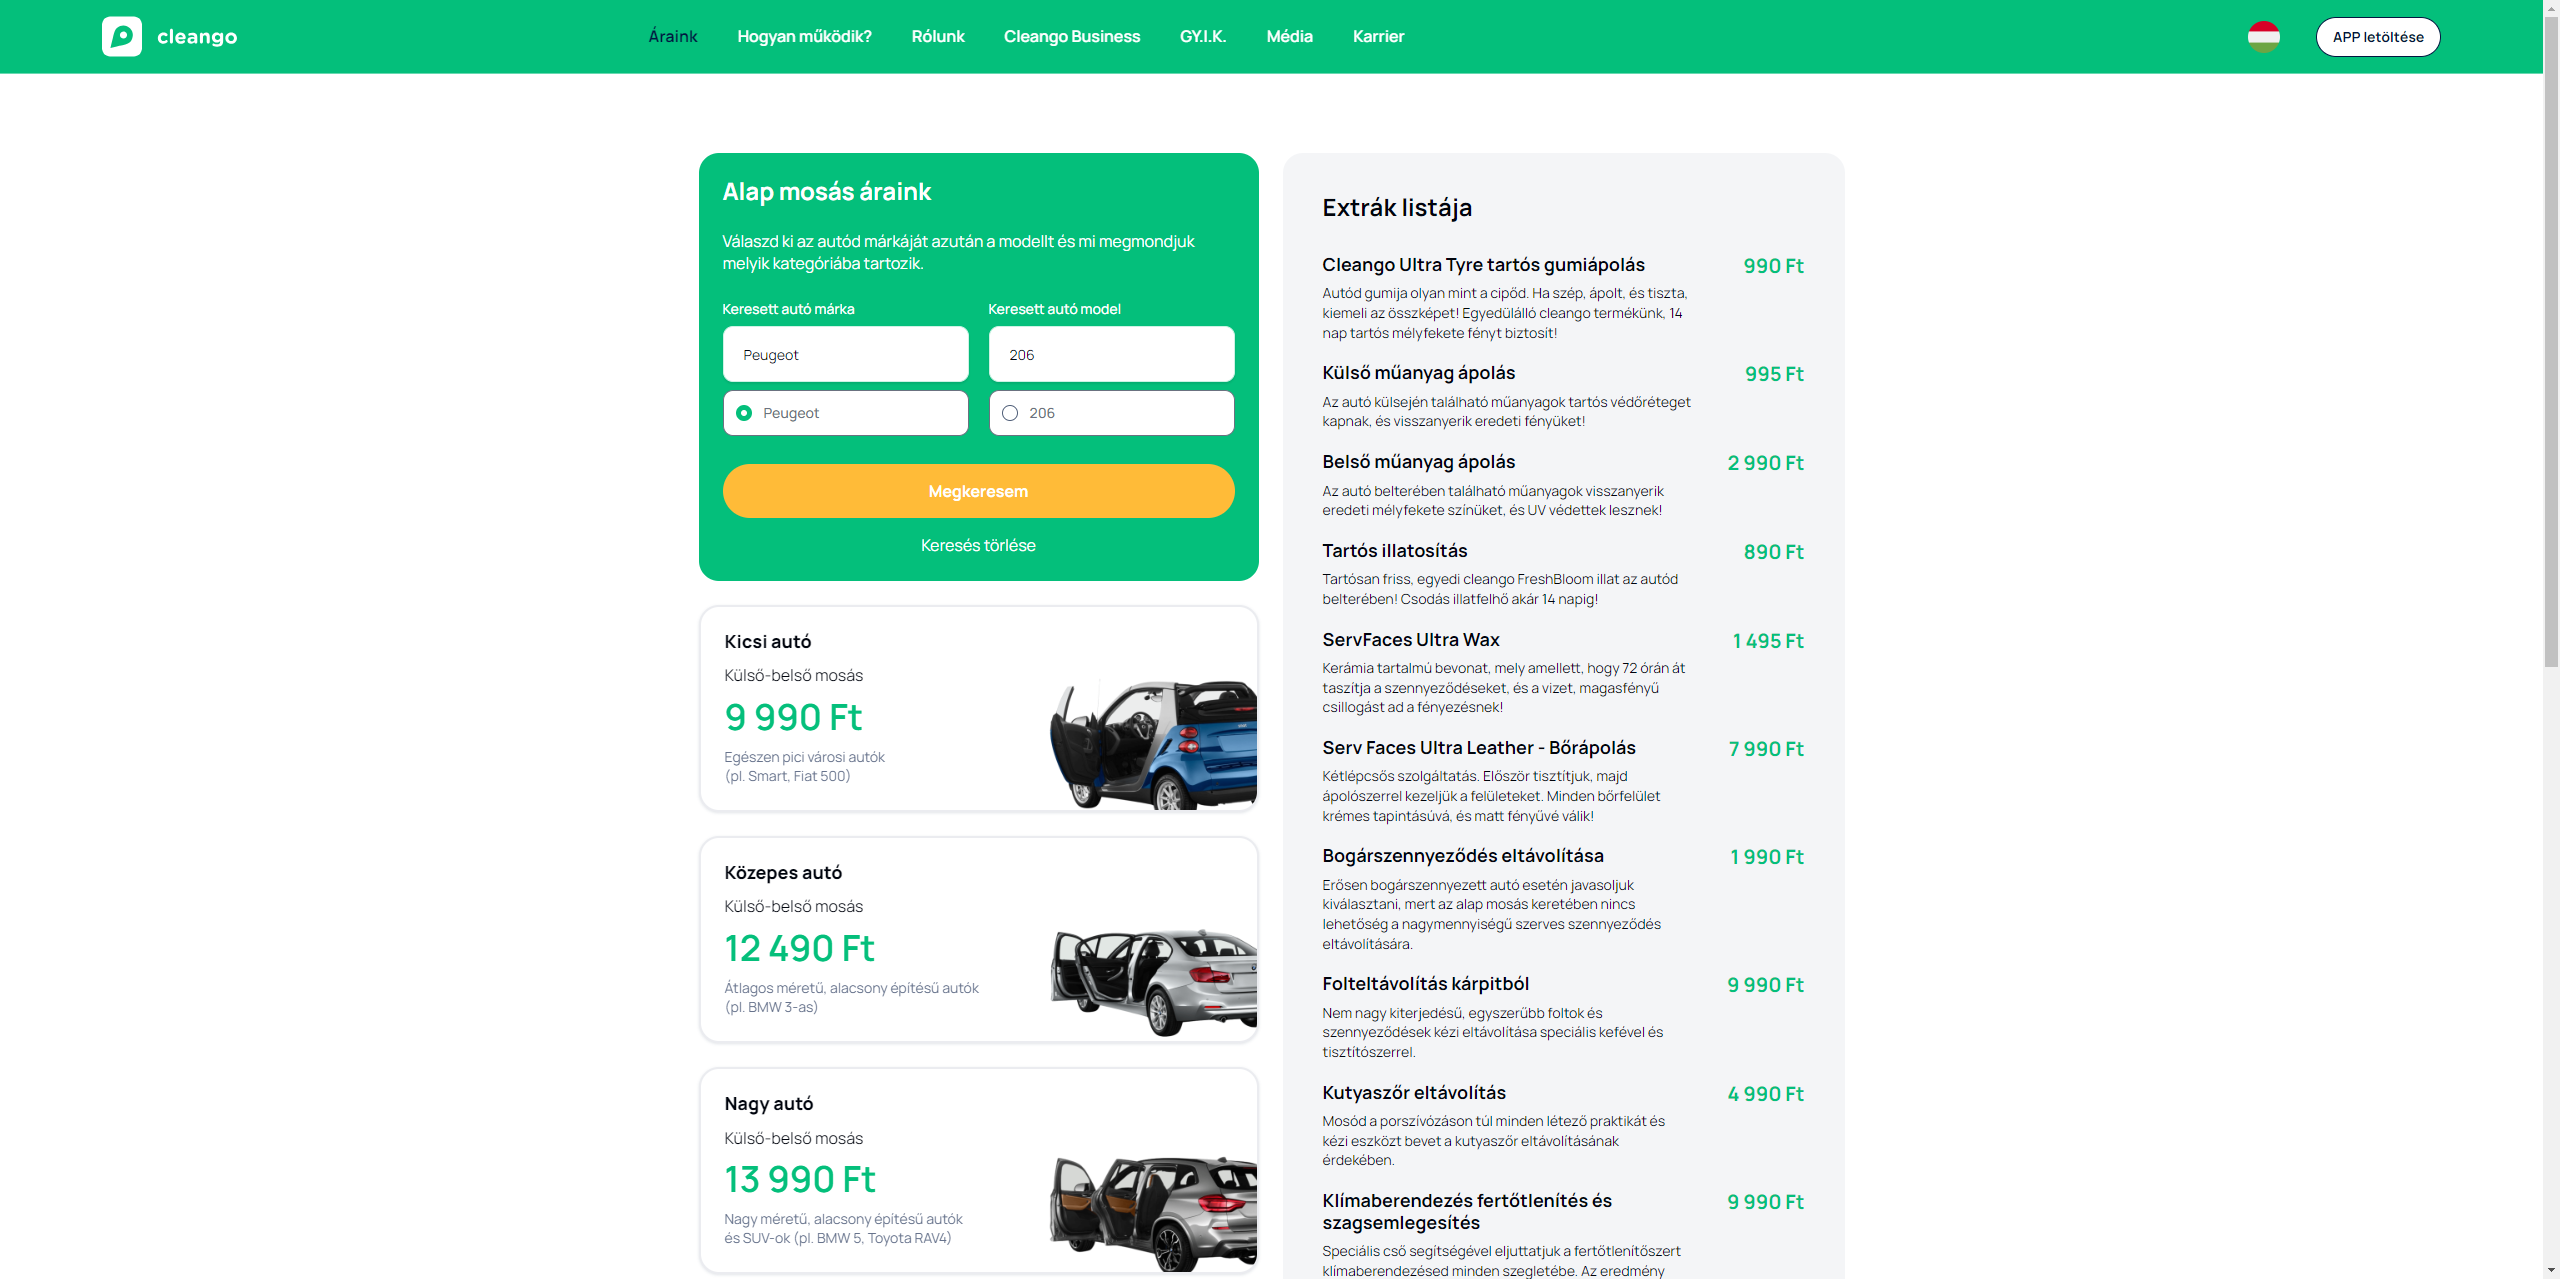 cleango
Áraink
Hogyan működik?
Rólunk
Cleango Business
GY.I.K.
Média
Karrier
APP letöltése
Alap mosás áraink
Válaszd ki az autód márkáját azután a modellt és mi megmondjuk
melyik kategóriába tartozik.
Keresett autó márka
Keresett autó model
Peugeot
206
Peugeot
206
Megkeresem
Keresés törlése
Kicsi autó
Külső-belső mosás
9 990 Ft
Egészen pici városi autók
(pl. Smart, Fiat 500)
Közepes autó
Külső-belső mosás
12 490 Ft
Átlagos méretű, alacsony építésű autók
(pl. BMW 3-as)
Nagy autó
Külső-belső mosás
13 990 Ft
Nagy méretű, alacsony építésű autók
és SUV-ok (pl. BMW 5, Toyota RAV4)
Extrák listája
Cleango Ultra Tyre tartós gumiápolás
990 Ft
Autód gumija olyan mint a cipőd. Ha szép, ápolt, és tiszta,
kiemeli az összképet! Egyedülálló cleango termékünk, 14
nap tartós mélyfekete fényt biztosít!
Külső műanyag ápolás
995 Ft
Az autó külsején található műanyagok tartós védőréteget
kapnak, és visszanyerik eredeti fényüket!
Belső műanyag ápolás
2 990 Ft
Az autó belterében található műanyagok visszanyerik
eredeti mélyfekete színüket, és UV védettek lesznek!
Tartós illatosítás
890 Ft
Tartósan friss, egyedi cleango FreshBloom illat az autód
belterében! Csodás illatfelhő akár 14 napig!
ServFaces Ultra Wax
1 495 Ft
Kerámia tartalmú bevonat, mely amellett, hogy 72 órán át
taszítja a szennyeződéseket, és a vizet, magasfényű
csillogást ad a fényezésnek!
Serv Faces Ultra Leather - Bőrápolás
7 990 Ft
Kétlépcsős szolgáltatás. Először tisztítjuk, majd
ápolószerrel kezeljük a felületeket. Minden bőrfelület
krémes tapintásúvá, és matt fényűvé válik!
Bogárszennyeződés eltávolítása
1 990 Ft
Erősen bogárszennyezett autó esetén javasoljuk
kiválasztani, mert az alap mosás keretében nincs
lehetőség a nagymennyiségű szerves szennyeződés
eltávolítására.
Folteltávolítás kárpitból
9 990 Ft
Nem nagy kiterjedésű, egyszerűbb foltok és
szennyeződések kézi eltávolítása speciális kefével és
tisztítószerrel.
Kutyaszőr eltávolítás
4 990 Ft
Mosód a porszívózáson túl minden létező praktikát és
kézi eszközt bevet a kutyaszőr eltávolításának
érdekében.
Klímaberendezés fertőtlenítés és
szagsemlegesítés
9 990 Ft
Speciális cső segítségével eljuttatjuk a fertőtlenítőszert
klímaberendezésed minden szegletébe. Az eredmény